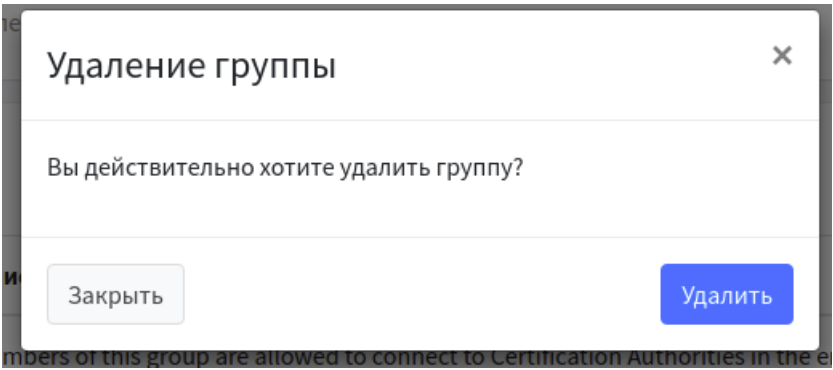 Удаление группы
×
Вы действительно хотите удалить группу?
Закрыть
Удалить
of this group are allowed to connect to Certification Authorities in the